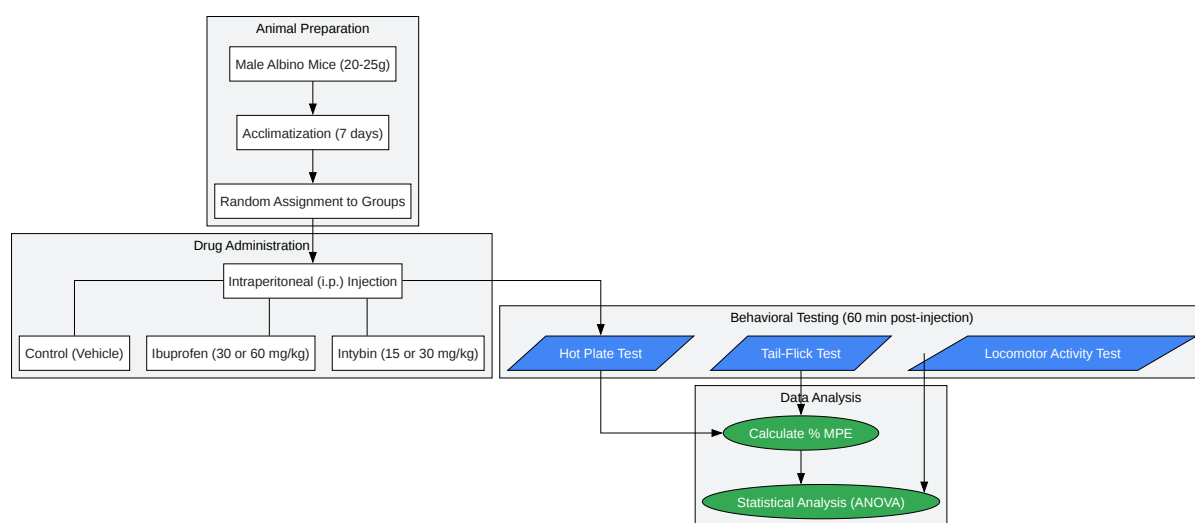 Animal Preparation
Male Albino Mice (20-25g)
Acclimatization (7 days)
Random Assignment to Groups
Drug Administration
Intraperitoneal (i.p.) Injection
Control (Vehicle)
Ibuprofen (30 or 60 mg/kg)
Intybin (15 or 30 mg/kg)
Behavioral Testing (60 min post-injection)
Hot Plate Test
Tail-Flick Test
Locomotor Activity Test
Data Analysis
Calculate % MPE
Statistical Analysis (ANOVA)